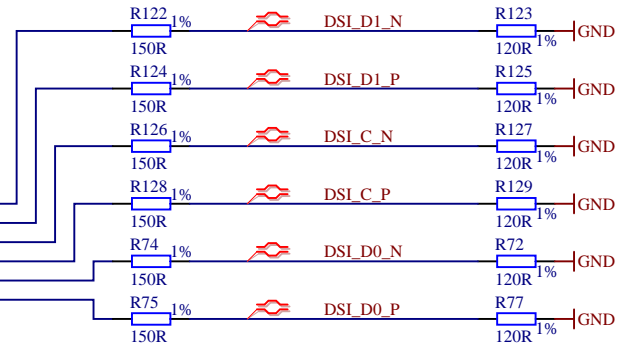 R122 1% DSI_D1_N R123
150R 120R 1% GND
R124 1% DSI_D1_P R125
150R 120R 1% GND
R126 1% DSI_C_N R127
150R 120R 1% GND
R128 1% DSI_C_P R129
150R 120R 1% GND
R74 1% DSI_D0_N R72
150R 120R 1% GND
R75 1% DSI_D0_P R77
150R 120R 1% GND